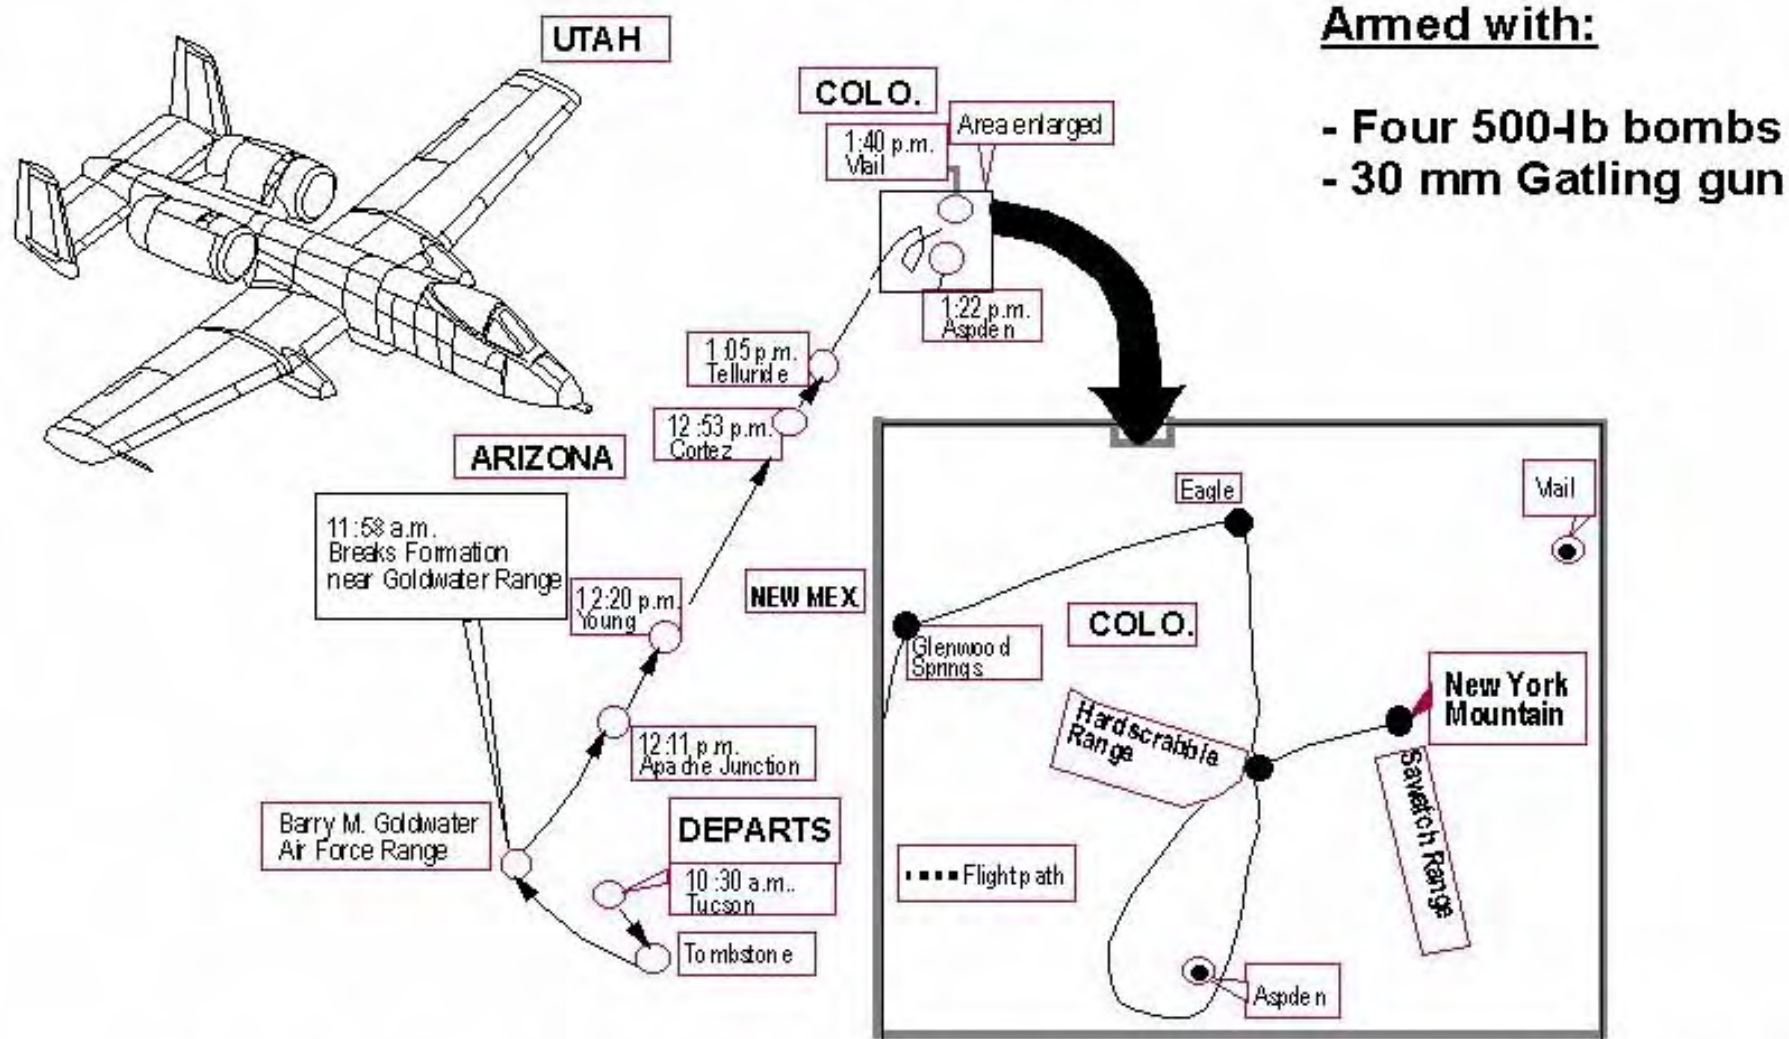 UTAH
Armed with:
- Four 500-lb bombs
- 30 mm Gatling gun
COLO.
Area enlarged
1:40 p.m.
Vail
1:22 p.m.
Aspden
1:05 p.m.
Telluride
12:53 p.m.
Cortez
ARIZONA
11:58 a.m.
Breaks Formation
near Goldwater Range
12:20 p.m.
Young
NEW MEX.
12:11 p.m.
Apache Junction
Barry M. Goldwater
Air Force Range
DEPARTS
10:30 a.m..
Tucson
Tombstone
Eagle
Vail
COLO.
Glenwood
Springs
New York
Mountain
Hardscrabble
Range
Sawatch Range
Flight path
Aspden